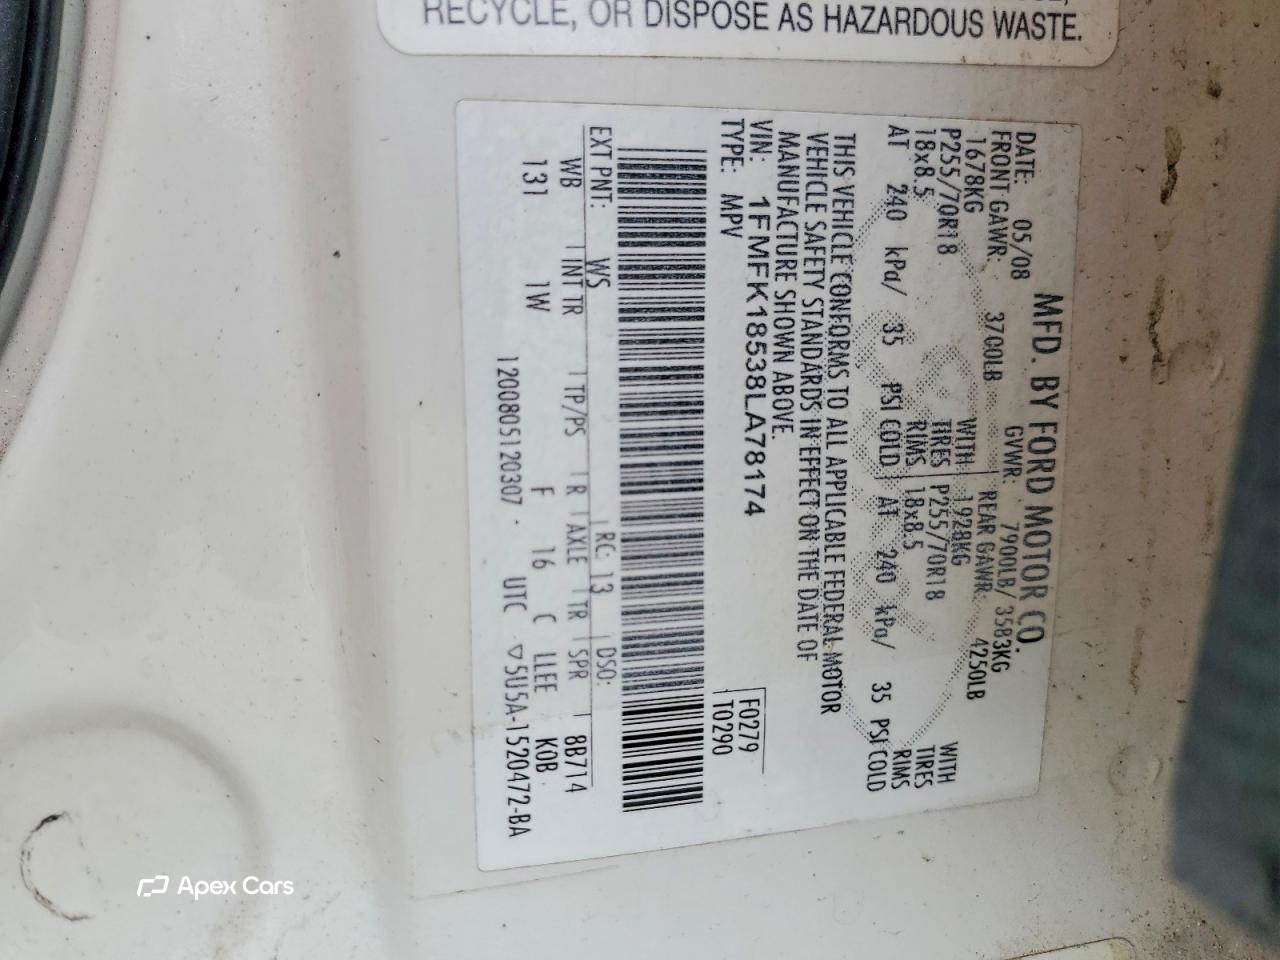 RECYCLE, OR DISPOSE AS HAZARDOUS WASTE.
MFD. BY FORD MOTOR CO.
DATE: 05/08 GVWR: 7900LB/ 3583KG
FRONT GAWR: 3700LB REAR GAWR: 4250LB
1678KG WITH 1928KG WITH
P255/70R18 TIRES P255/70R18 TIRES
18x8.5 RIMS 18x8.5 RIMS
AT 240 kPa/ 35 PSI COLD AT 240 kPa/ 35 PSI COLD
THIS VEHICLE CONFORMS TO ALL APPLICABLE FEDERAL MOTOR
VEHICLE SAFETY STANDARDS IN EFFECT ON THE DATE OF
MANUFACTURE SHOWN ABOVE.
VIN: 1FMFK18538LA78174 F0279
TYPE: MPV T0290
EXT PNT: WS RC: 13 DSO:
WB INT TR TP/PS R AXLE TR SPR 8B714
131 1W F 16 C LLEE K0B
1200805120307 · UTC ▽5U5A-1520472-BA
Apex Cars